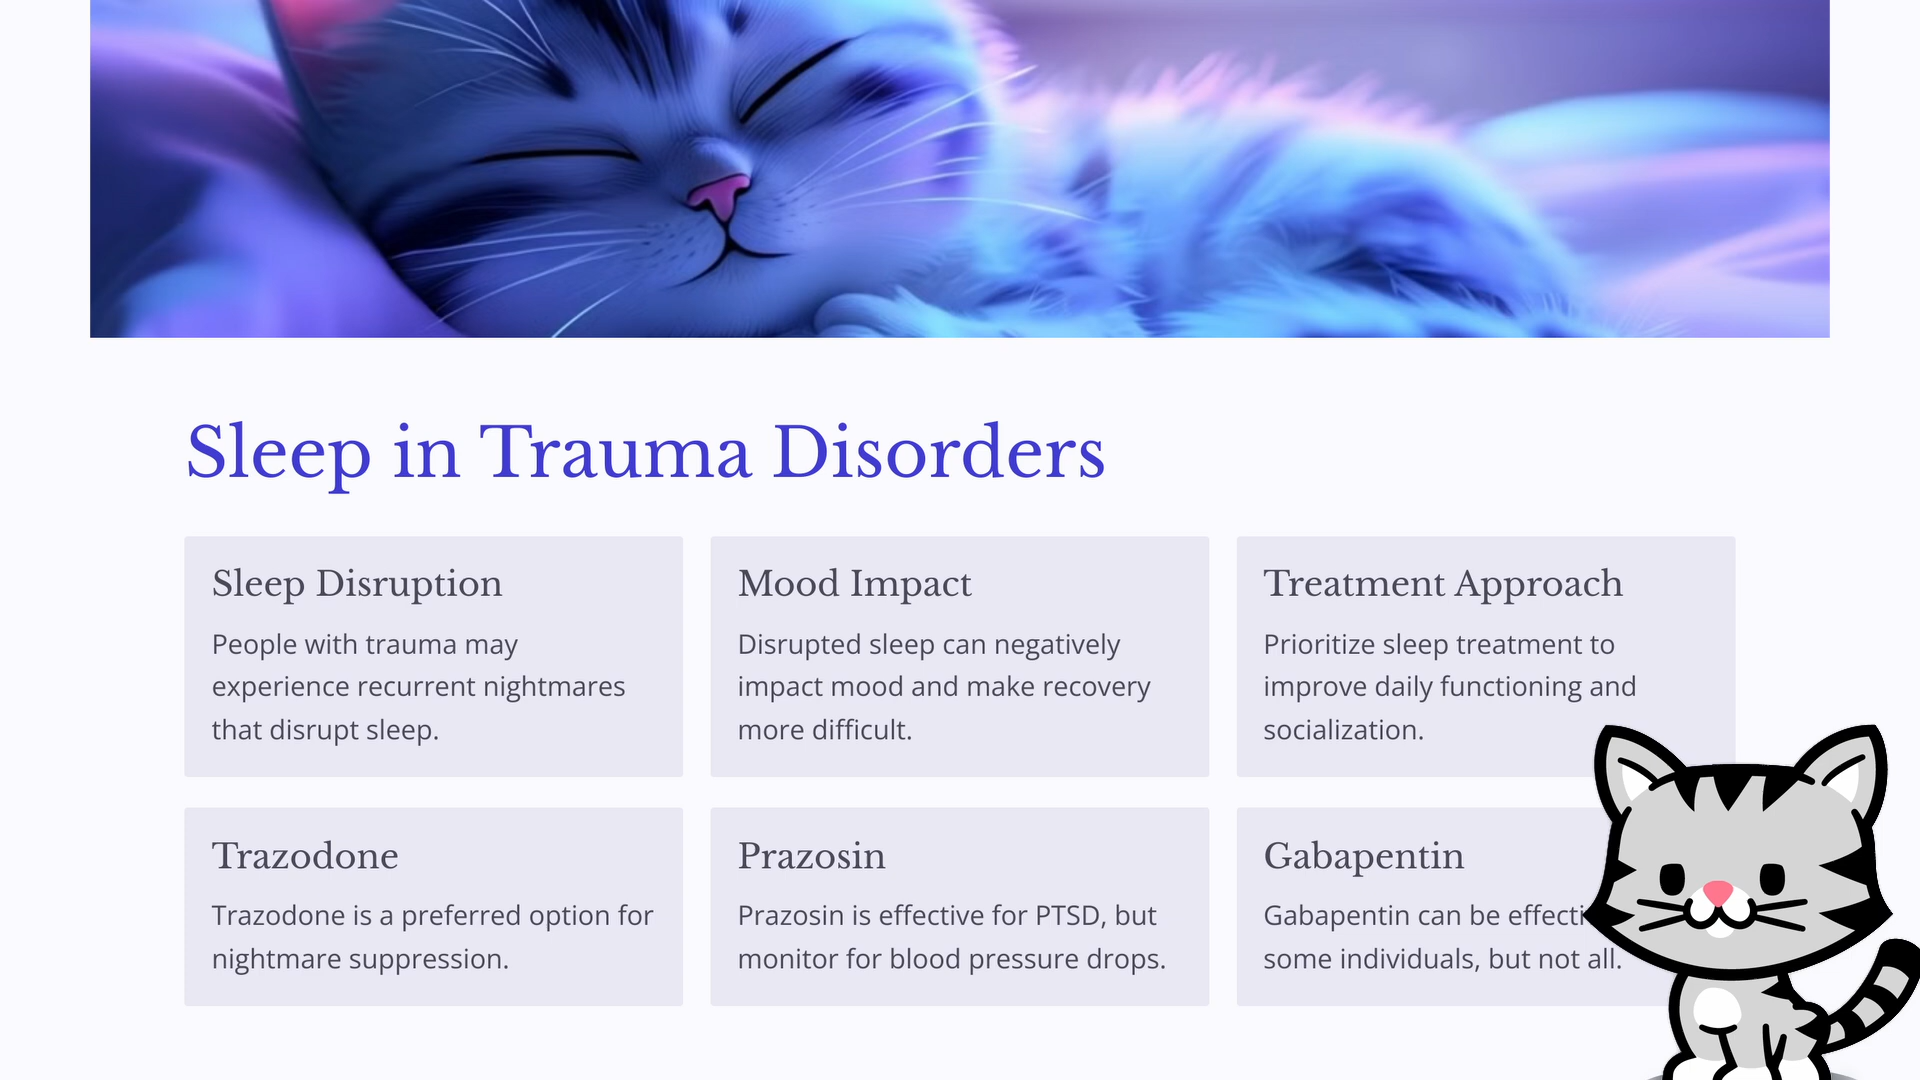 Sleep in Trauma Disorders
Sleep Disruption
People with trauma may
experience recurrent nightmares
that disrupt sleep.
Mood Impact
Disrupted sleep can negatively
impact mood and make recovery
more difficult.
Treatment Approach
Prioritize sleep treatment to
improve daily functioning and
socialization.
Trazodone
Trazodone is a preferred option for
nightmare suppression.
Prazosin
Prazosin is effective for PTSD, but
monitor for blood pressure drops.
Gabapentin
Gabapentin can be
some individuals, but not all.